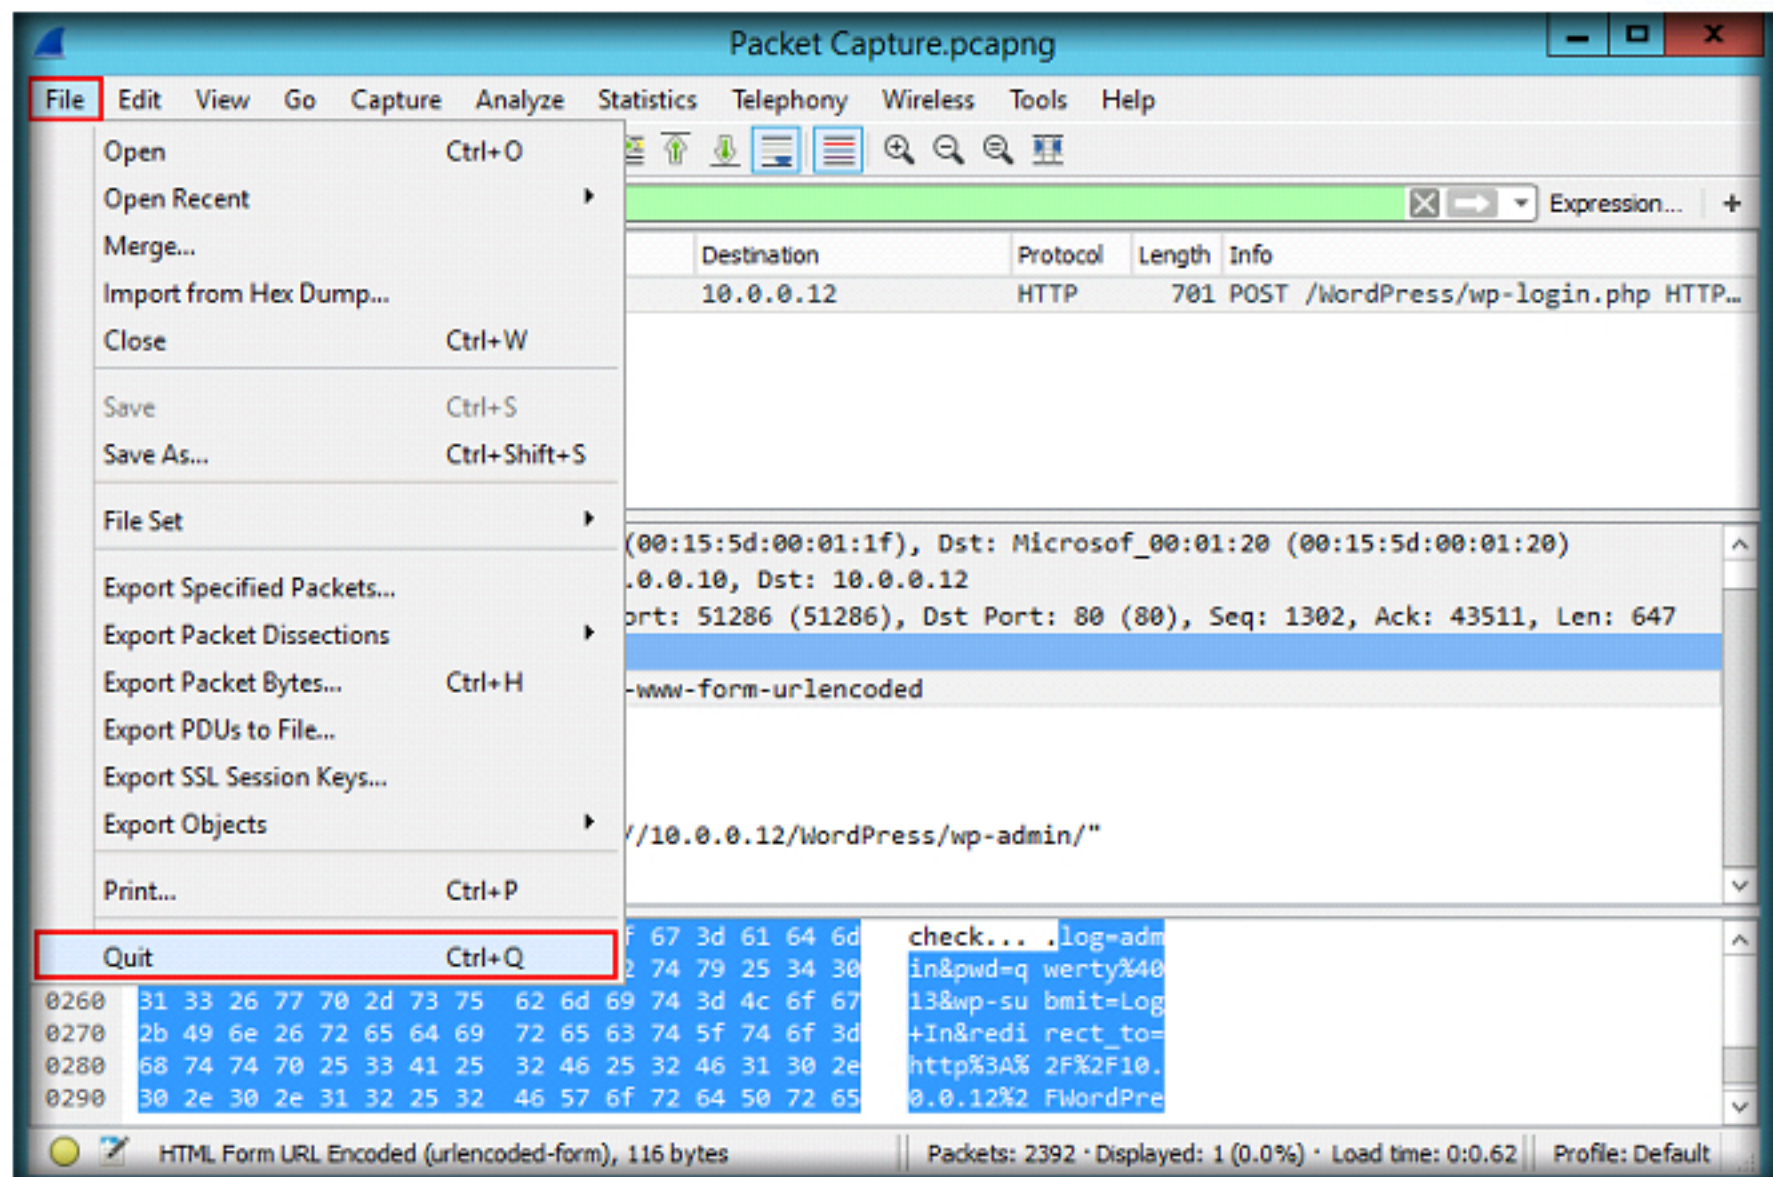 Packet Capture.pcapng
File Edit View Go Capture Analyze Statistics Telephony Wireless Tools Help
Open Ctrl+O
Open Recent
Merge...
Import from Hex Dump...
Close Ctrl+W
Save Ctrl+S
Save As... Ctrl+Shift+S
File Set
Export Specified Packets...
Export Packet Dissections
Export Packet Bytes... Ctrl+H
Export PDUs to File...
Export SSL Session Keys...
Export Objects
Print... Ctrl+P
Quit Ctrl+Q
Expression... +
Destination Protocol Length Info
10.0.0.12 HTTP 701 POST /WordPress/wp-login.php HTTP…
(00:15:5d:00:01:1f), Dst: Microsof_00:01:20 (00:15:5d:00:01:20)
.0.0.10, Dst: 10.0.0.12
ort: 51286 (51286), Dst Port: 80 (80), Seq: 1302, Ack: 43511, Len: 647
-www-form-urlencoded
//10.0.0.12/WordPress/wp-admin/"
f 67 3d 61 64 6d check... .log=adm
2 74 79 25 34 30 in&pwd=q werty%40
0260 31 33 26 77 70 2d 73 75 62 6d 69 74 3d 4c 6f 67 13&wp-su bmit=Log
0270 2b 49 6e 26 72 65 64 69 72 65 63 74 5f 74 6f 3d +In&redi rect_to=
0280 68 74 74 70 25 33 41 25 32 46 25 32 46 31 30 2e http%3A% 2F%2F10.
0290 30 2e 30 2e 31 32 25 32 46 57 6f 72 64 50 72 65 0.0.12%2 FWordPre
HTML Form URL Encoded (urlencoded-form), 116 bytes Packets: 2392 · Displayed: 1 (0.0%) · Load time: 0:0.62 Profile: Default